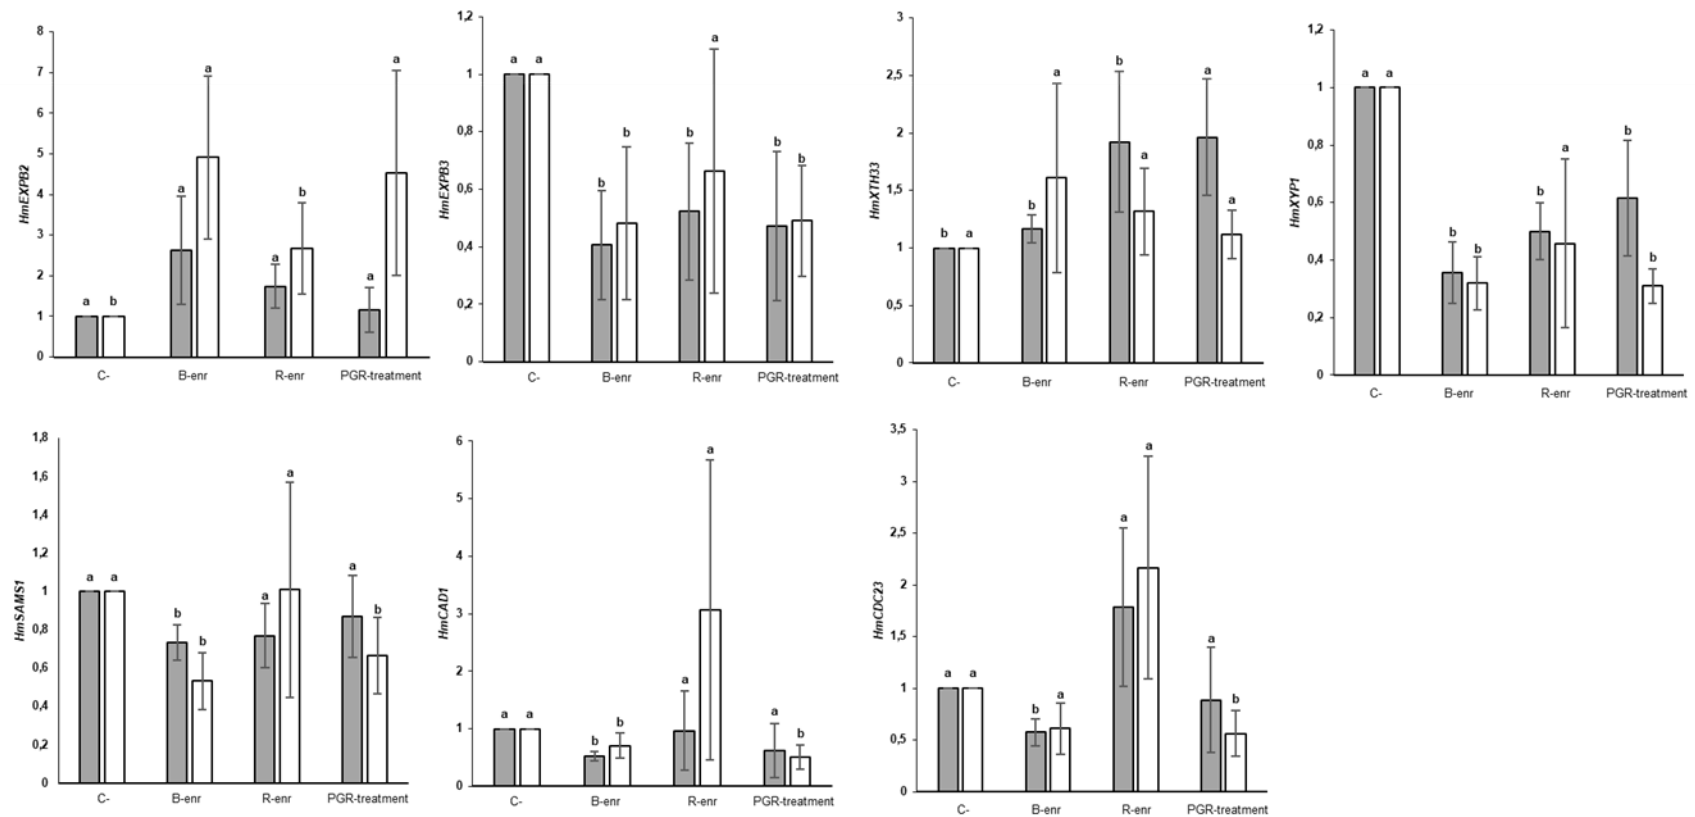 HmEXPB2
8
7
6
5
4
3
2
1
0
a b
a a
a b
a a
C- B-enr R-enr PGR-treatment
HmEXPB3
1,2
1
0,8
0,6
0,4
0,2
0
a a
b b
b a
b b
C- B-enr R-enr PGR-treatment
HmXTH33
3
2,5
2
1,5
1
0,5
0
b a
b a
b a
a a
C- B-enr R-enr PGR-treatment
HmXYP1
1,2
1
0,8
0,6
0,4
0,2
0
a a
b b
b a
b b
C- B-enr R-enr PGR-treatment
HmSAMS1
1,8
1,6
1,4
1,2
1
0,8
0,6
0,4
0,2
0
a a
b b
a a
a b
C- B-enr R-enr PGR-treatment
HmCAD1
6
5
4
3
2
1
0
a a
b b
a a
a b
C- B-enr R-enr PGR-treatment
HmCDC23
3,5
3
2,5
2
1,5
1
0,5
0
a a
b a
a a
a b
C- B-enr R-enr PGR-treatment